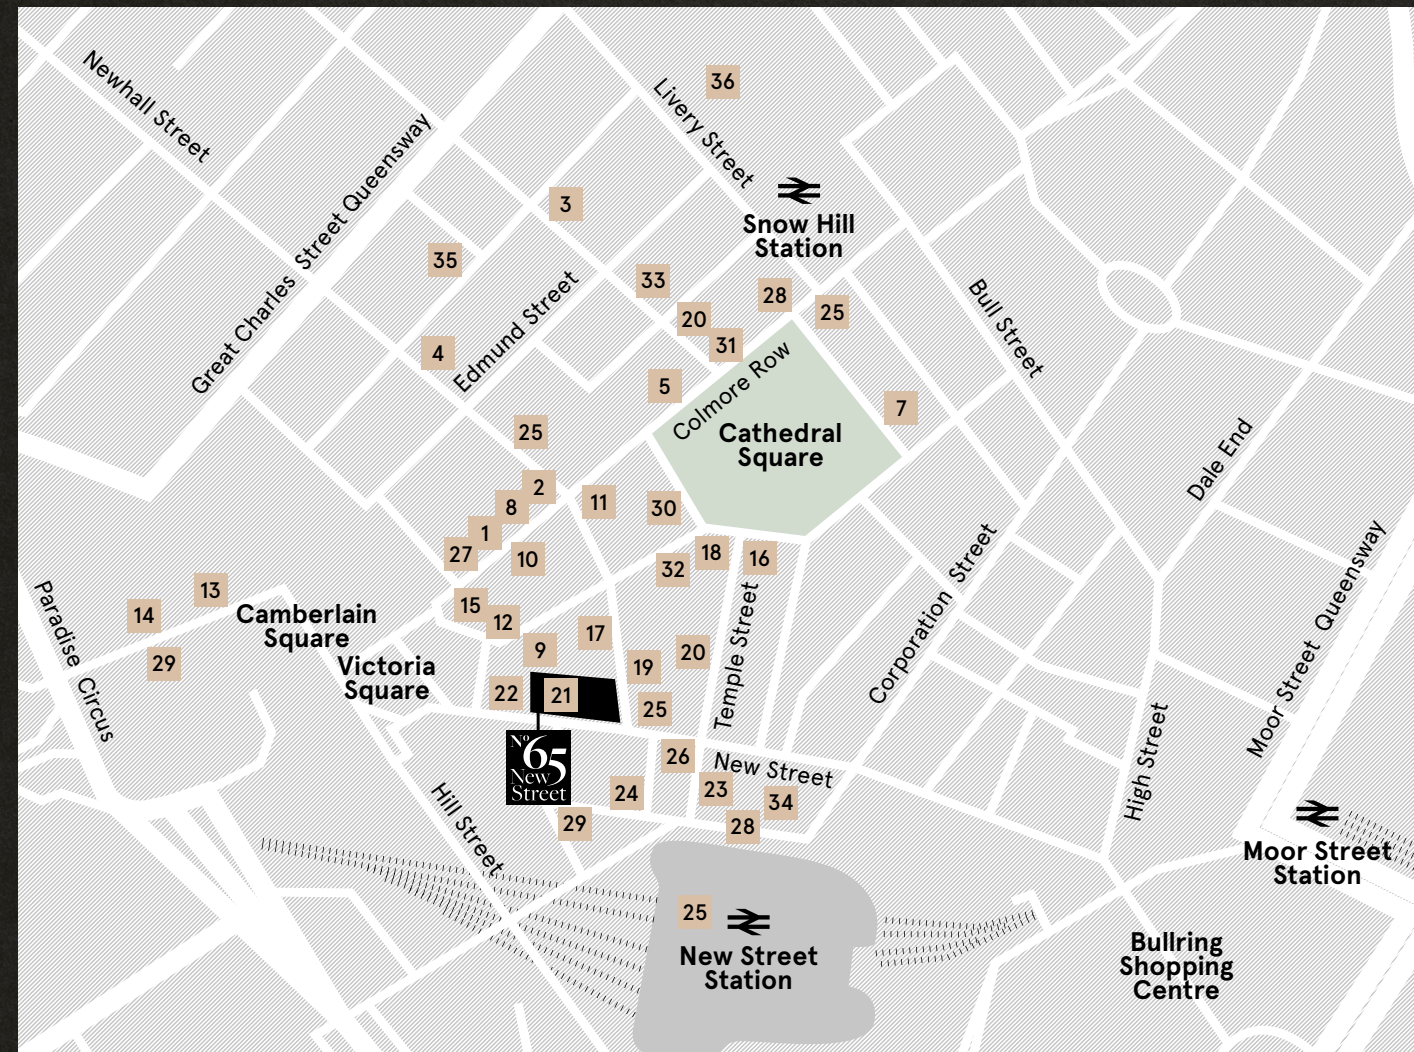 Newhall Street
36
Livery Street
Great Charles Street Queensway
3
Snow Hill
Station
35
33
28
25
20
31
Edmund Street
Bull Street
4
5
Colmore Row
7
25
Cathedral
Square
Dale End
2
8
11
30
1
27
10
18
16
32
Corporation Street
Moor Street Queensway
14
13
Camberlain
Square
29
Paradise Circus
15
12
17
Temple Street
Victoria
Square
9
19
20
22
21
25
Nº
65
New
Street
26
New Street
High Street
24
23
34
29
28
Hill Street
Moor Street
Station
25
New Street
Station
Bullring
Shopping
Centre